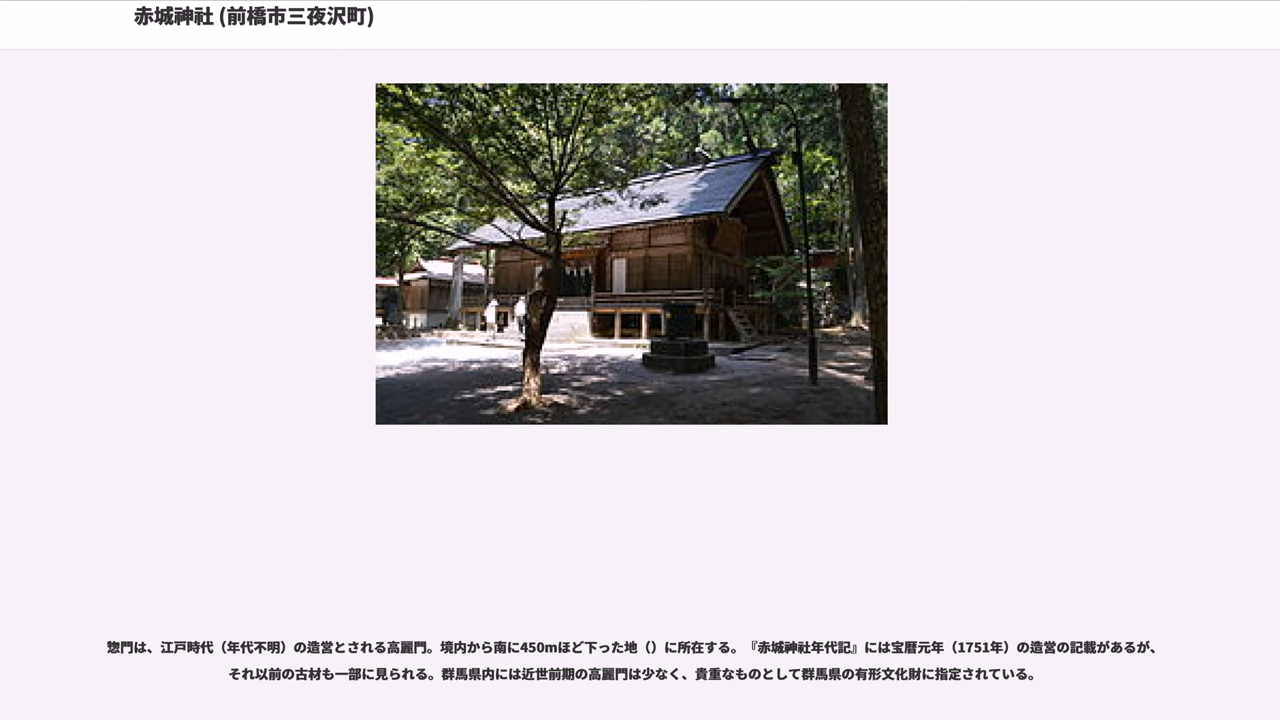 赤城神社 (前橋市三夜沢町)
惣門は、江戸時代（年代不明）の造営とされる高麗門。境内から南に450mほど下った地（）に所在する。『赤城神社年代記』には宝暦元年（1751年）の造営の記載があるが、
それ以前の古材も一部に見られる。群馬県内には近世前期の高麗門は少なく、貴重なものとして群馬県の有形文化財に指定されている。